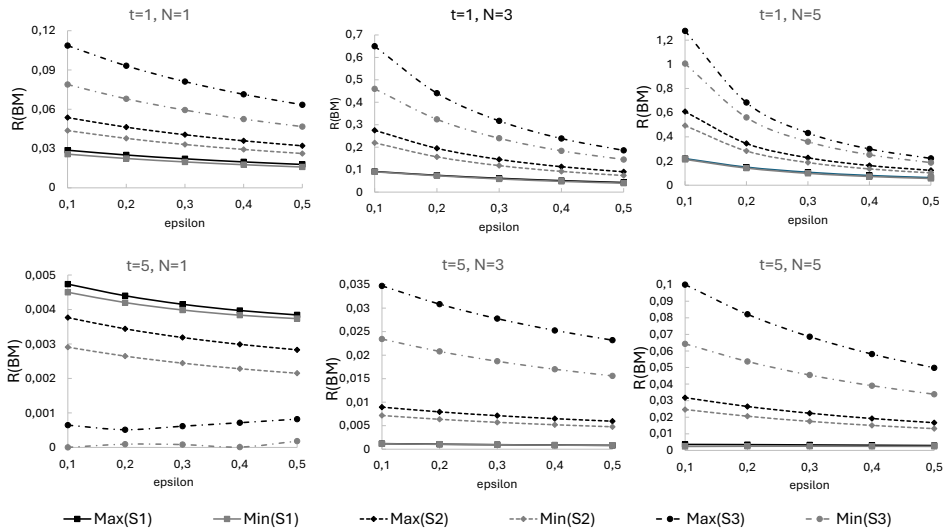 t=1, N=1
0,12
0,09
0,06
0,03
0
R(BM)
0,1 0,2 0,3 0,4 0,5
epsilon
t=1, N=3
0,7
0,6
0,5
0,4
0,3
0,2
0,1
0
R(BM)
0,1 0,2 0,3 0,4 0,5
epsilon
t=1, N=5
1,2
1
0,8
0,6
0,4
0,2
0
R(BM)
0,1 0,2 0,3 0,4 0,5
epsilon
t=5, N=1
0,005
0,004
0,003
0,002
0,001
0
R(BM)
0,1 0,2 0,3 0,4 0,5
epsilon
t=5, N=3
0,035
0,03
0,025
0,02
0,015
0,01
0,005
0
R(BM)
0,1 0,2 0,3 0,4 0,5
epsilon
t=5, N=5
0,1
0,09
0,08
0,07
0,06
0,05
0,04
0,03
0,02
0,01
0
R(BM)
0,1 0,2 0,3 0,4 0,5
epsilon
Max(S1) Min(S1) Max(S2) Min(S2) Max(S3) Min(S3)